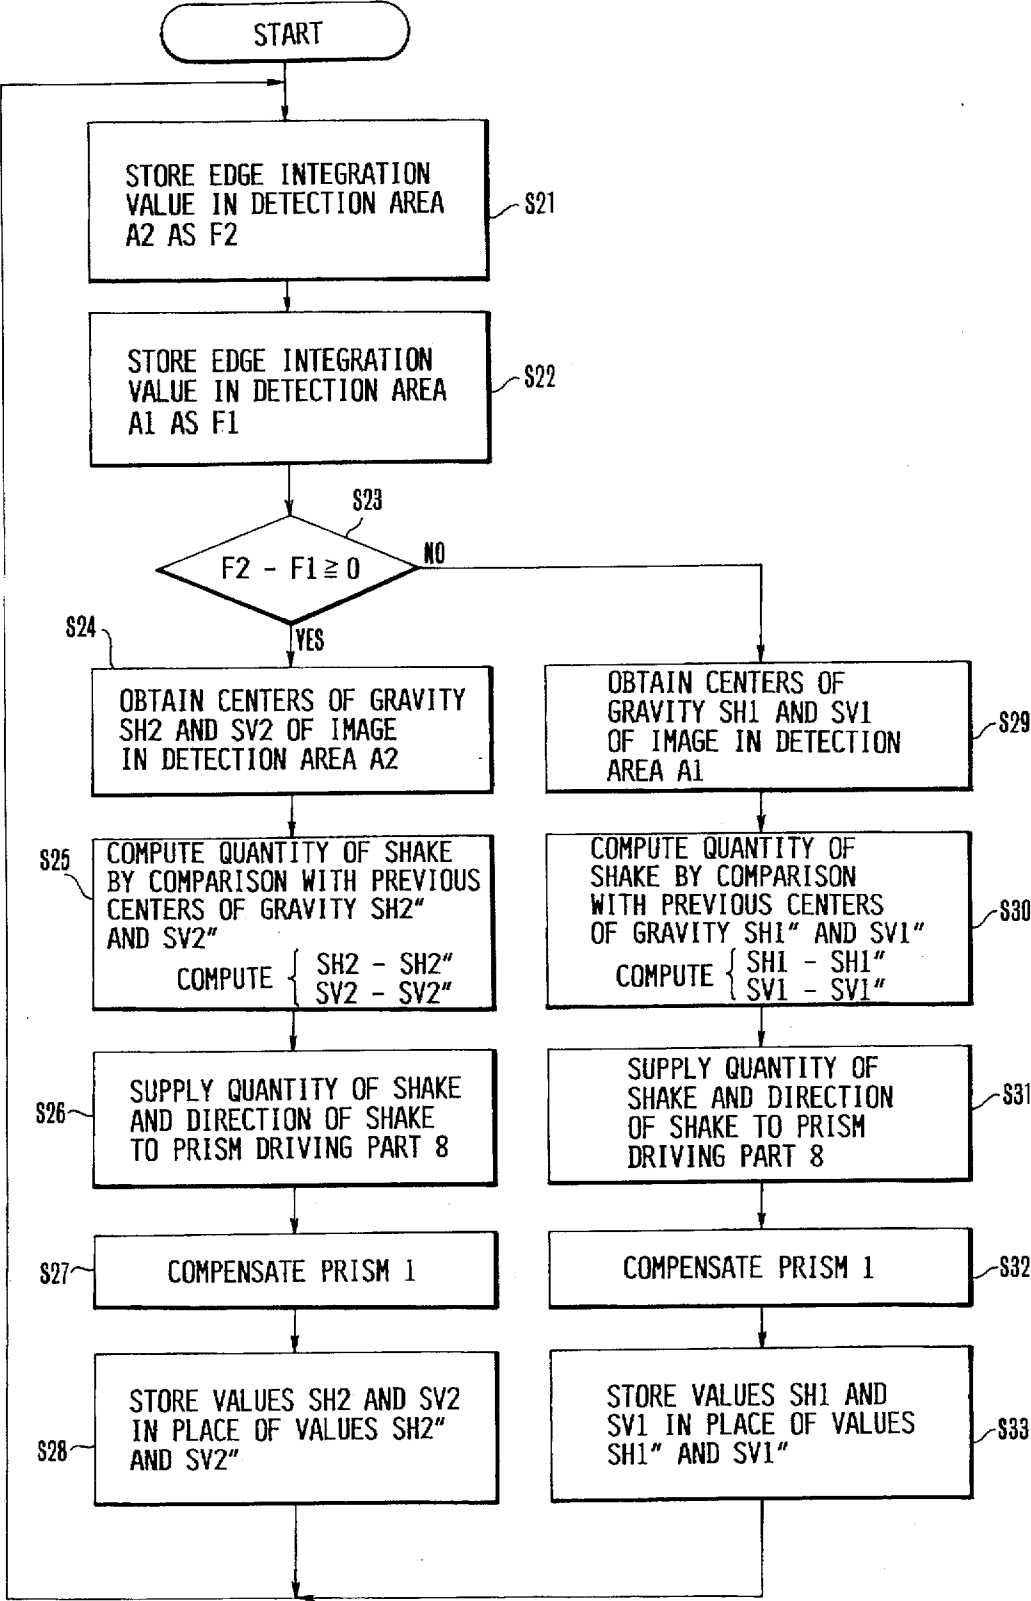 START
STORE EDGE INTEGRATION
VALUE IN DETECTION AREA
A2 AS F2
S21
STORE EDGE INTEGRATION
VALUE IN DETECTION AREA
A1 AS F1
S22
S23
F2 - F1 ≧ 0
NO
YES
S24
OBTAIN CENTERS OF GRAVITY
SH2 AND SV2 OF IMAGE
IN DETECTION AREA A2
S25
COMPUTE QUANTITY OF SHAKE
BY COMPARISON WITH PREVIOUS
CENTERS OF GRAVITY SH2″
AND SV2″
COMPUTE { SH2 - SH2″
SV2 - SV2″
S26
SUPPLY QUANTITY OF SHAKE
AND DIRECTION OF SHAKE
TO PRISM DRIVING PART 8
S27
COMPENSATE PRISM 1
S28
STORE VALUES SH2 AND SV2
IN PLACE OF VALUES SH2″
AND SV2″
OBTAIN CENTERS OF
GRAVITY SH1 AND SV1
OF IMAGE IN DETECTION
AREA A1
S29
COMPUTE QUANTITY OF
SHAKE BY COMPARISON
WITH PREVIOUS CENTERS
OF GRAVITY SH1″ AND SV1″
COMPUTE { SH1 - SH1″
SV1 - SV1″
S30
SUPPLY QUANTITY OF
SHAKE AND DIRECTION
OF SHAKE TO PRISM
DRIVING PART 8
S31
COMPENSATE PRISM 1
S32
STORE VALUES SH1 AND
SV1 IN PLACE OF VALUES
SH1″ AND SV1″
S33